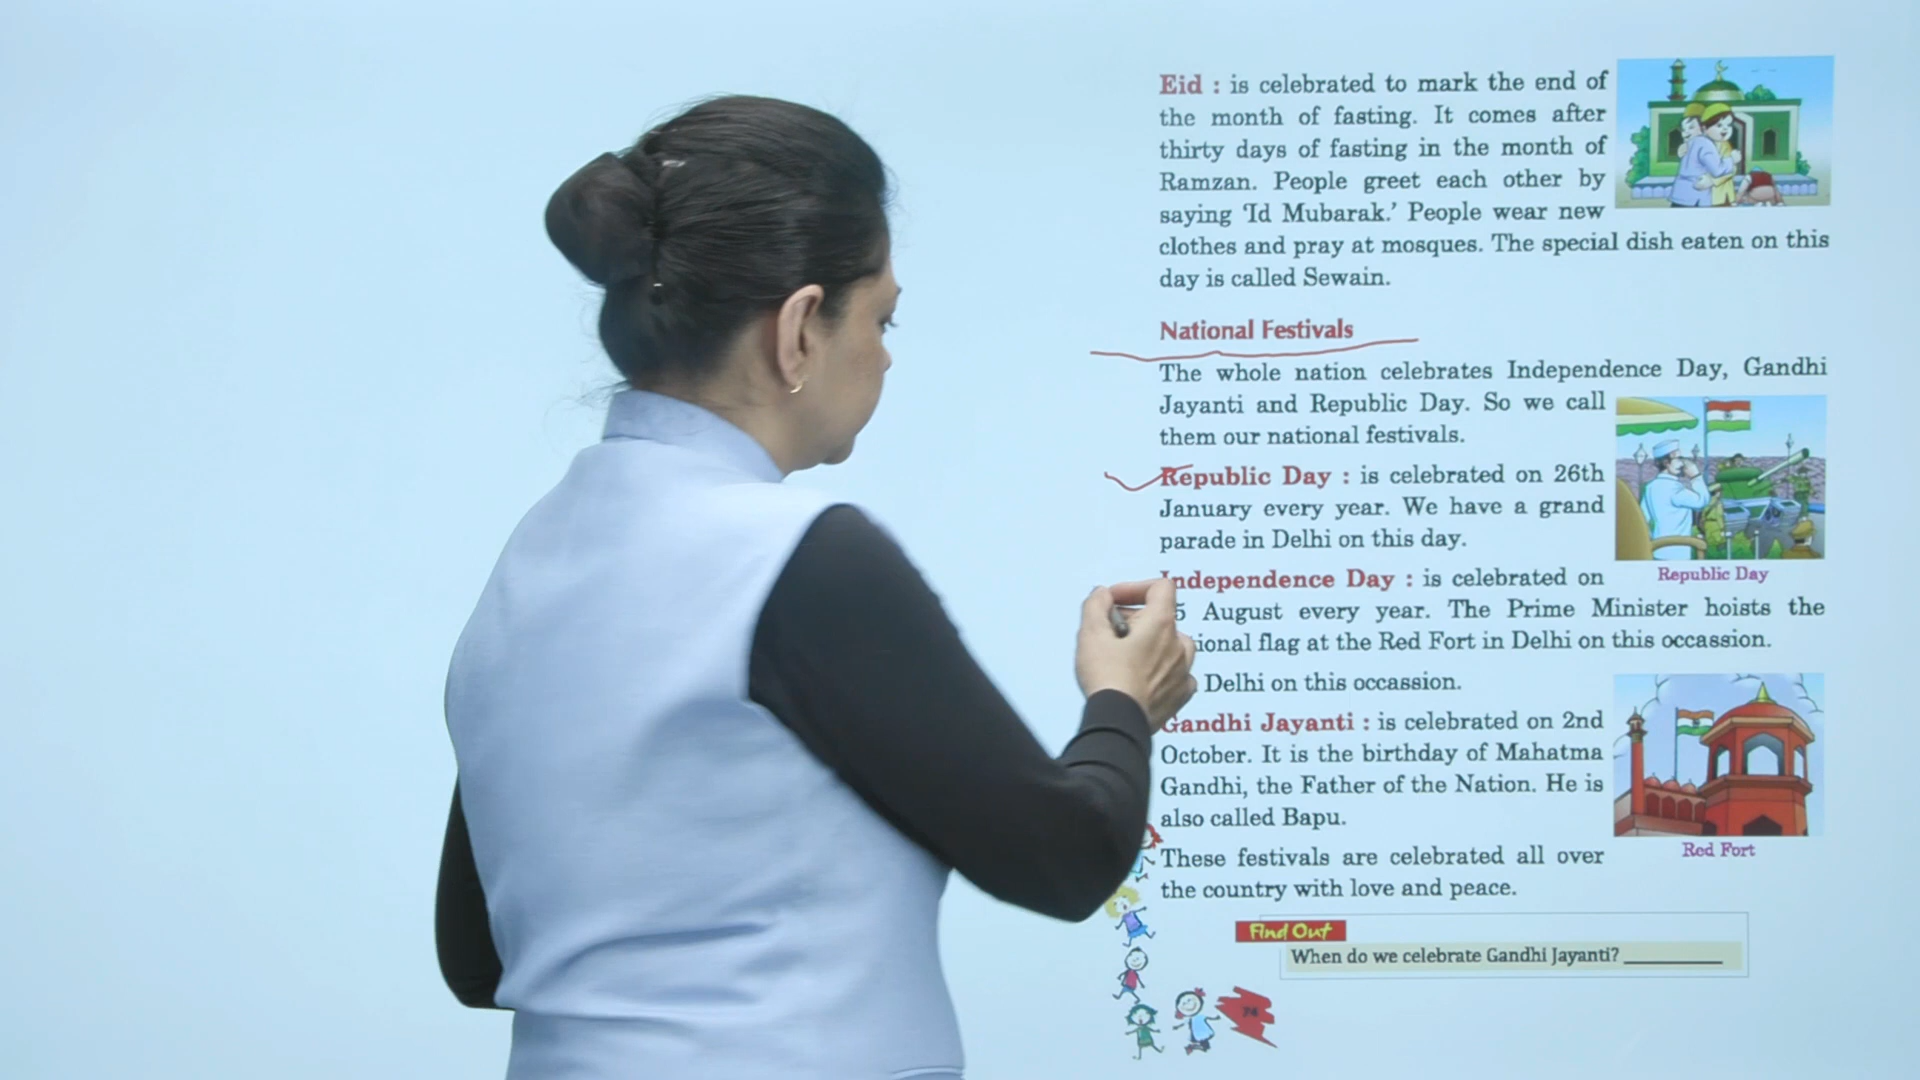 Eid : is celebrated to mark the end of
the month of fasting. It comes after
thirty days of fasting in the month of
Ramzan. People greet each other by
saying 'Id Mubarak.' People wear new
clothes and pray at mosques. The special dish eaten on this
day is called Sewain.
National Festivals
The whole nation celebrates Independence Day, Gandhi
Jayanti and Republic Day. So we call
them our national festivals.
Republic Day : is celebrated on 26th
January every year. We have a grand
parade in Delhi on this day.
Republic Day
Independence Day : is celebrated on
5 August every year. The Prime Minister hoists the
ional flag at the Red Fort in Delhi on this occassion.
Delhi on this occassion.
Gandhi Jayanti : is celebrated on 2nd
October. It is the birthday of Mahatma
Gandhi, the Father of the Nation. He is
also called Bapu.
Red Fort
These festivals are celebrated all over
the country with love and peace.
Find Out
When do we celebrate Gandhi Jayanti? __________
74